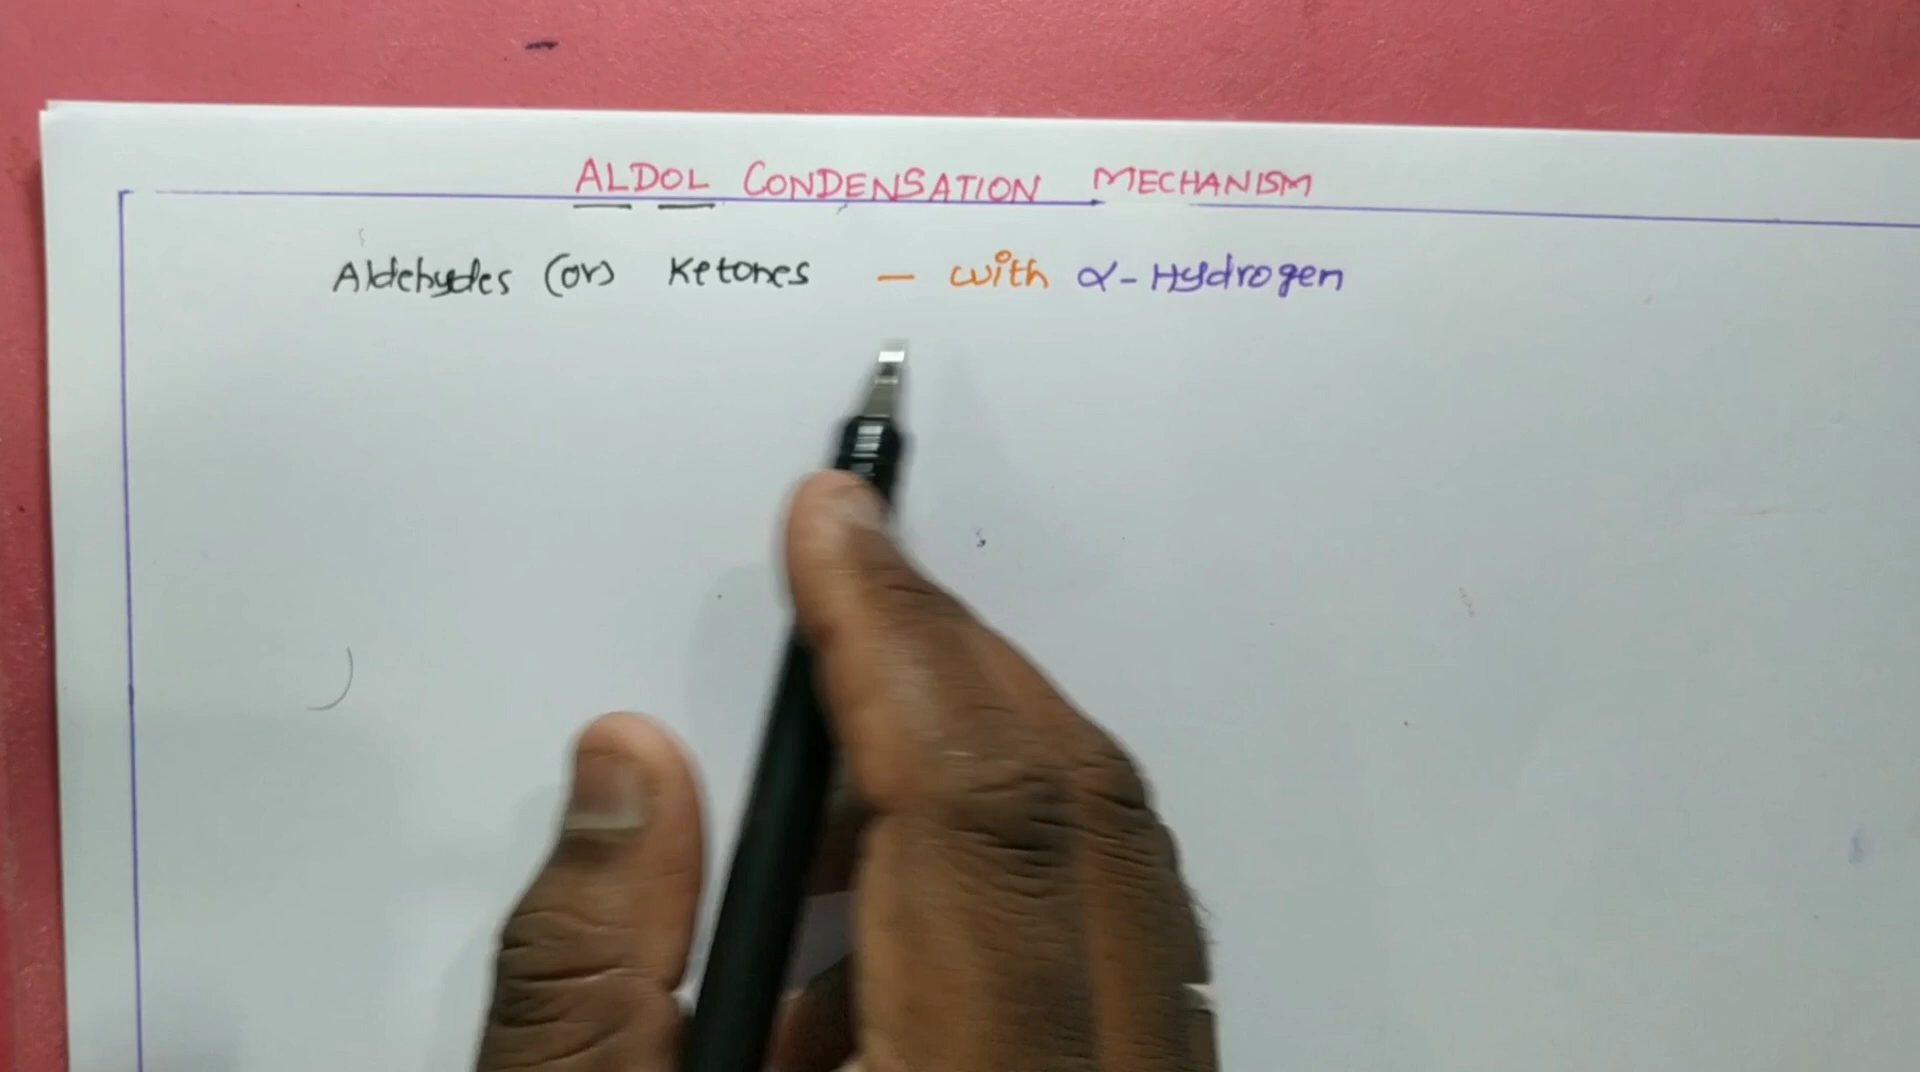 ALDOL CONDENSATION MECHANISM
Aldehydes (or) Ketones - with α-Hydrogen